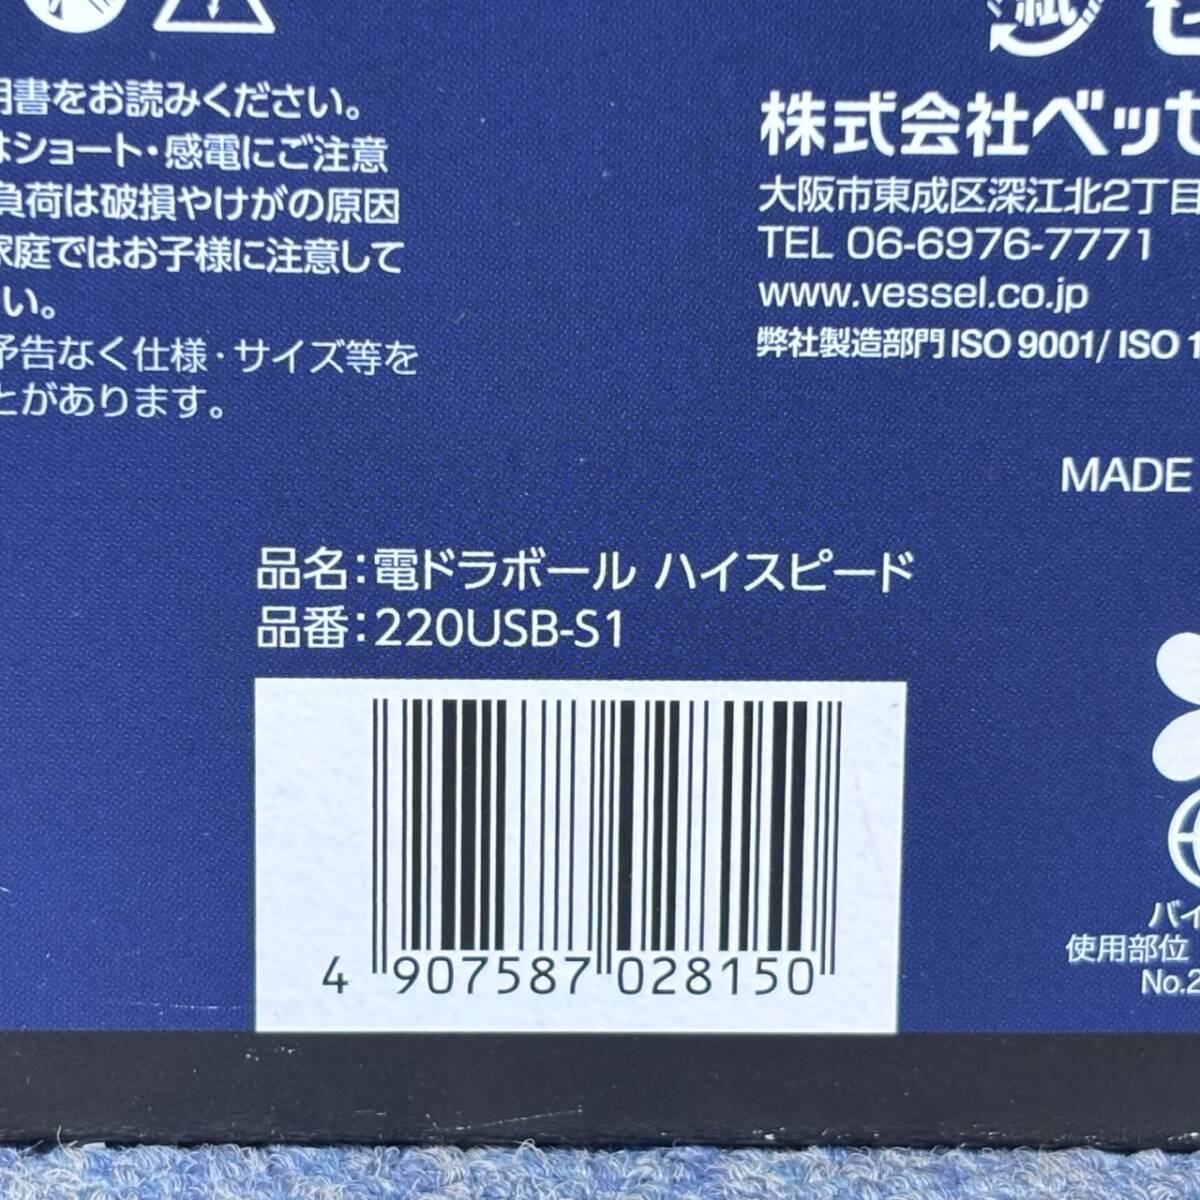 明書をお読みください。
はショート・感電にご注意
負荷は破損やけがの原因
家庭ではお子様に注意して
い。
予告なく仕様・サイズ等を
とがあります。
紙
株式会社ベッセ
大阪市東成区深江北2丁目
TEL 06-6976-7771
www.vessel.co.jp
弊社製造部門 ISO 9001/ ISO 1
MADE
品名：電ドラボール ハイスピード
品番：220USB-S1
4 907587 028150
バイ
使用部位
No.2